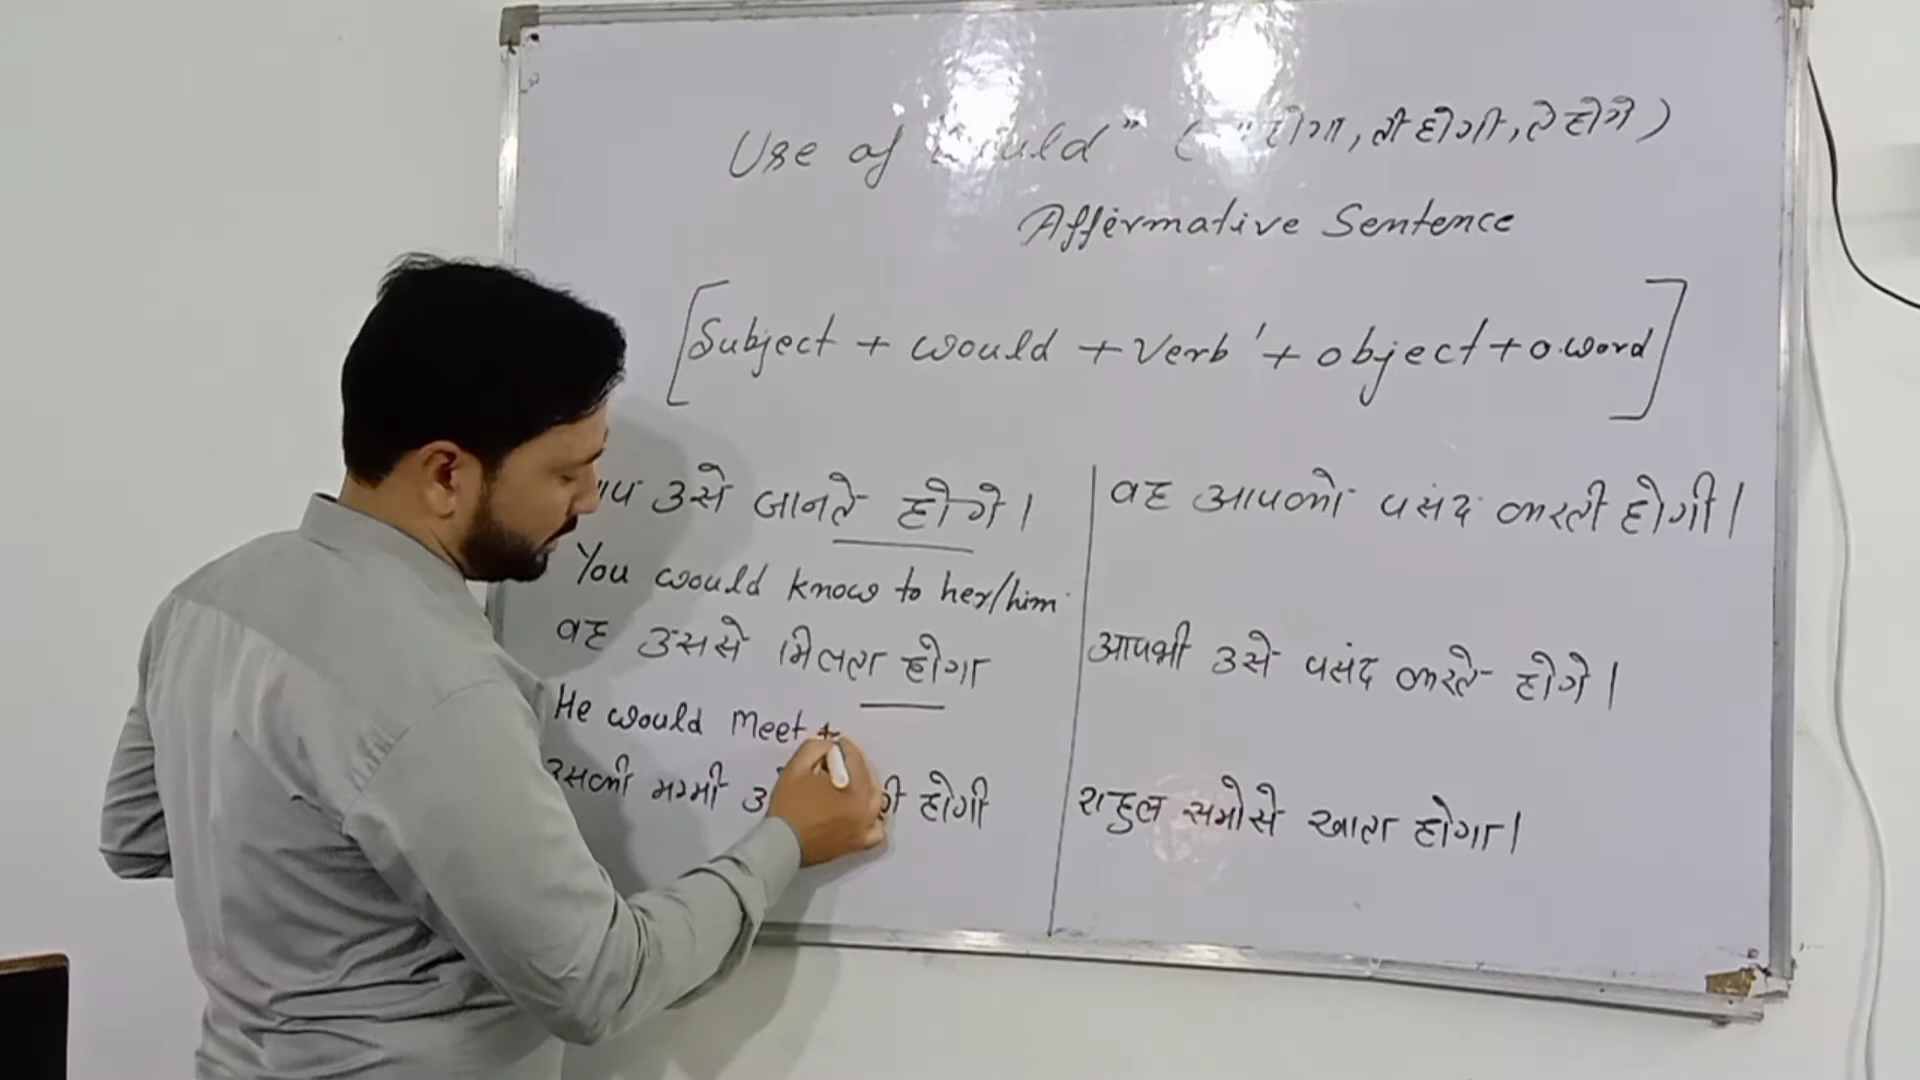 Use of would" ( ता होगा, ती होगी, ते होगे )
Affirmative Sentence
[Subject + would + Verb' + object + o.word]
उसे जानते होगे।
You would know to her/him.
वह उससे मिलता होगा
He would Meet
उसकी मम्मी होगी
वह आपको पसंद करती होगी।
आपभी उसे पसंद करते होगे।
राहुल समोसे खाता होगा।